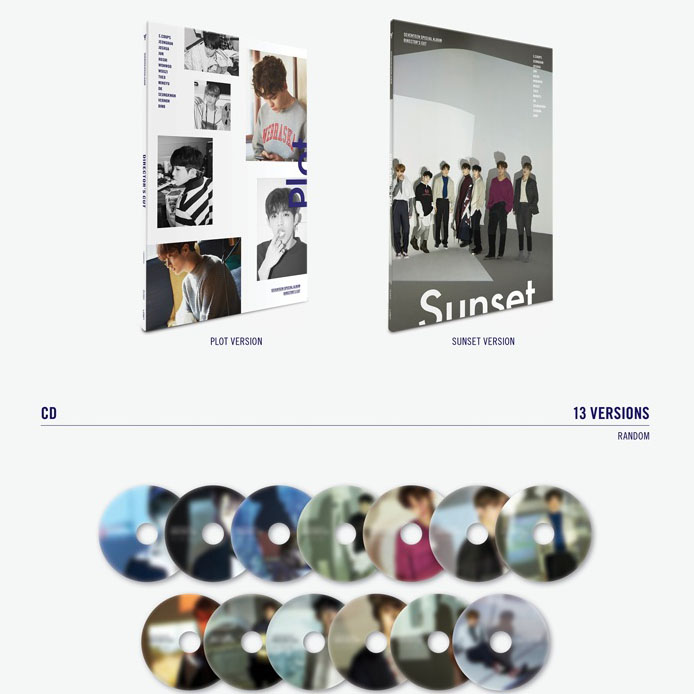 S.COUPS
JEONGHAN
JOSHUA
JUN
HOSHI
WONWOO
WOOZI
THE8
MINGYU
DK
SEUNGKWAN
VERNON
DINO
NEBRASKA
Plot
DIRECTOR'S CUT
SEVENTEEN SPECIAL ALBUM
DIRECTOR'S CUT
PLOT VERSION
SEVENTEEN SPECIAL ALBUM
DIRECTOR'S CUT
Sunset
SUNSET VERSION
CD
13 VERSIONS
RANDOM